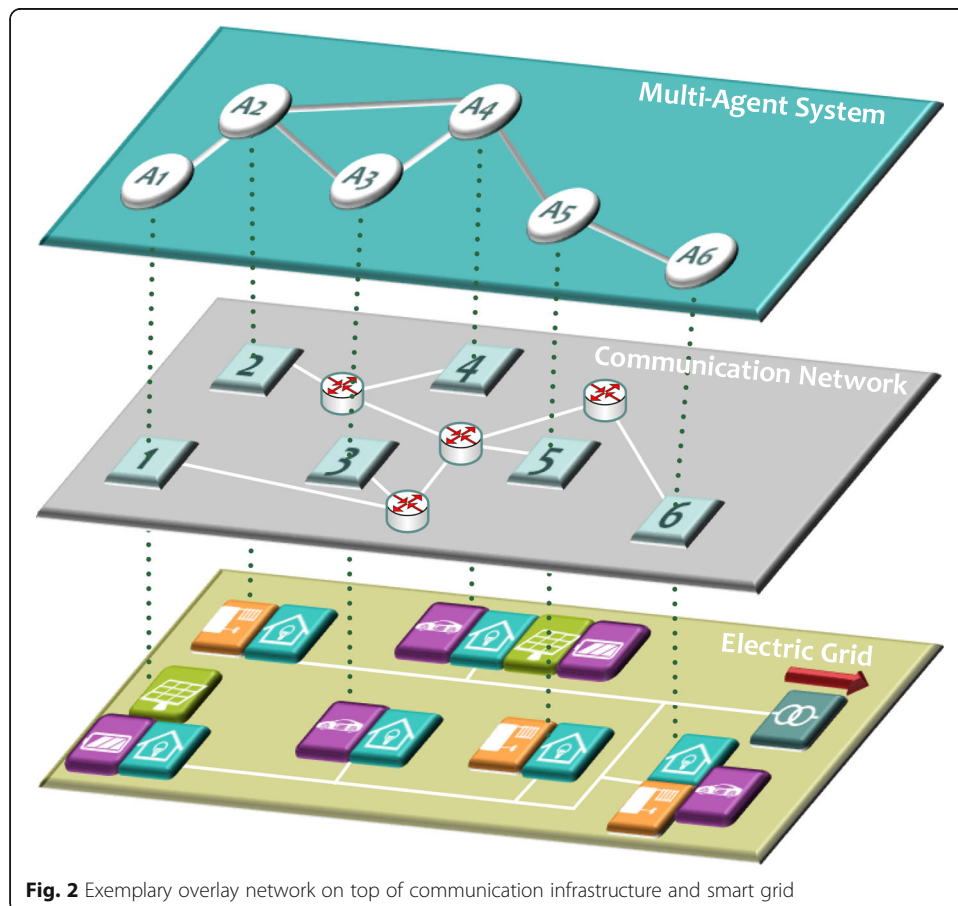 Multi-Agent System
A2
A4
A1
A3
A5
A6
Communication Network
2
4
1
3
5
6
Electric Grid
Fig. 2 Exemplary overlay network on top of communication infrastructure and smart grid